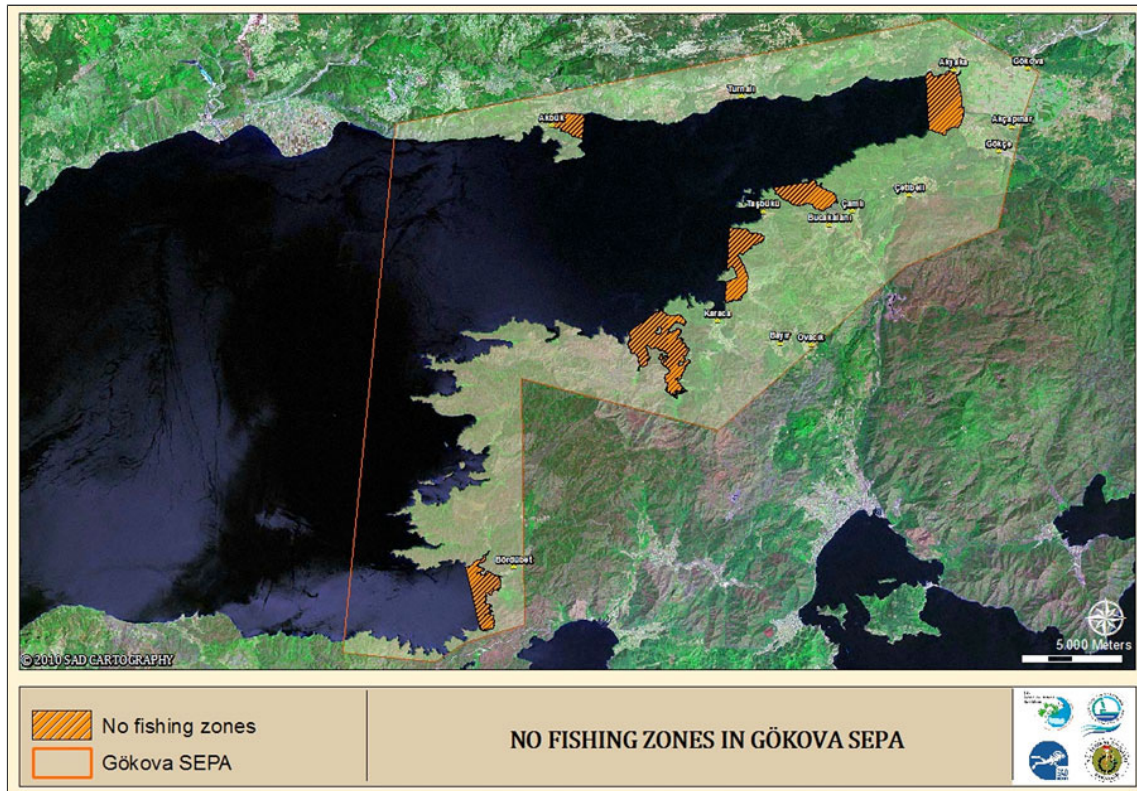 Akyaka
Gökova
Turnalı
Akbük
Akçapınar
Gökçe
Çetibeli
Taşbükü
Çamlı
Bucakalanı
Karaca
Bayır
Ovacık
Bördübet
5.000 Meters
© 2010 SAD CARTOGRAPHY
No fishing zones
Gökova SEPA
NO FISHING ZONES IN GÖKOVA SEPA